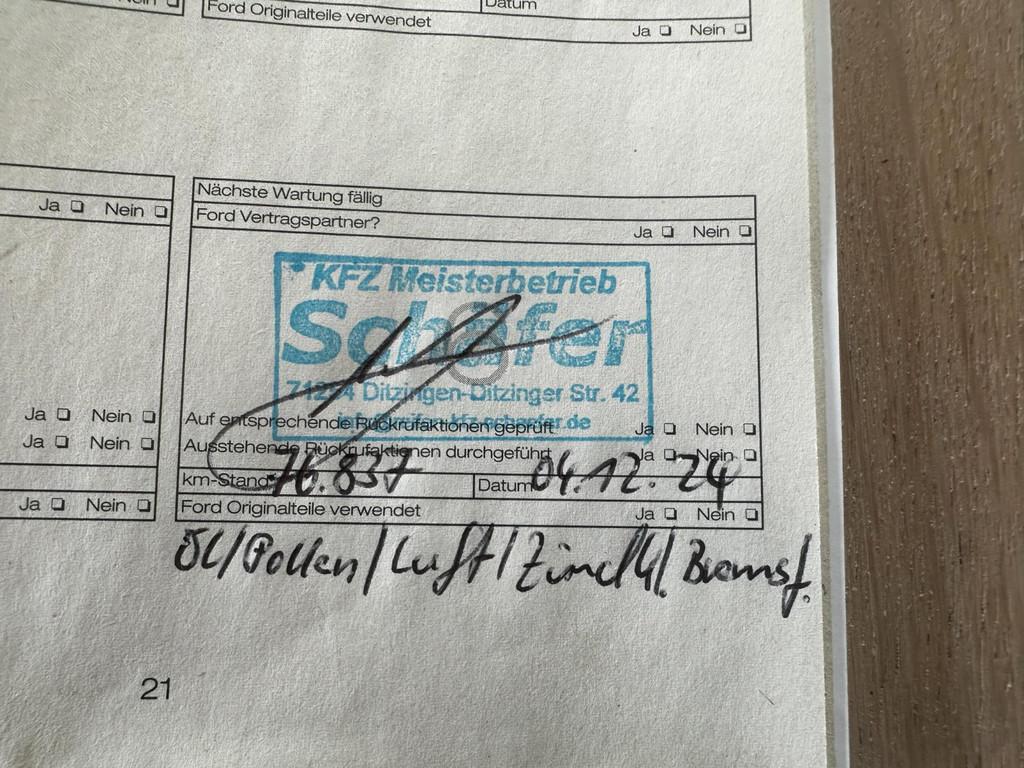 Nein
Ford Originalteile verwendet
Datum
Ja ❏ Nein ❏
Ja ❏ Nein ❏
Nächste Wartung fällig
Ford Vertragspartner?
Ja ❏ Nein ❏
KFZ Meisterbetrieb
Schäfer
71254 Ditzingen-Ditzinger Str. 42
Ja ❏ Nein ❏
Auf entsprechende Rückrufaktionen geprüft
Ja ❏ Nein ❏
Ja ❏ Nein ❏
Ausstehende Rückrufaktionen durchgeführt
Ja ❏ Nein ❏
km-Stand 76.837
Datum 04.12.24
Ja ❏ Nein ❏
Ford Originalteile verwendet
Ja ❏ Nein ❏
Öl/Pollen/Luft/Zündk/Bremsf.
21